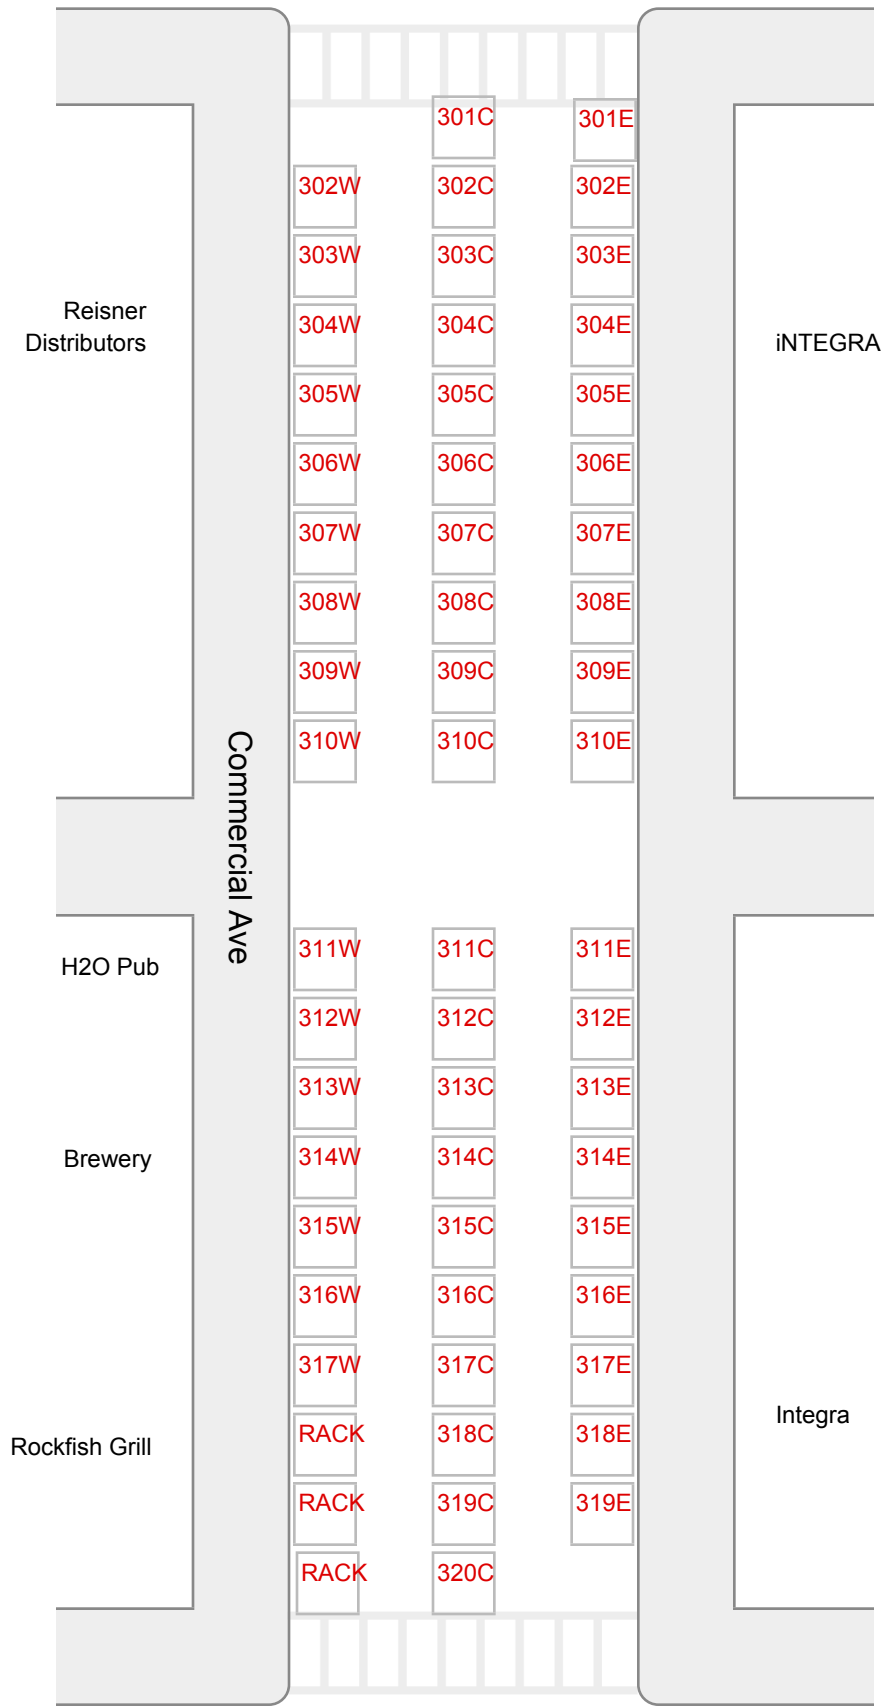 301C 301E
302W 302C 302E
303W 303C 303E
Reisner
304W 304C 304E
Distributors
iNTEGRA
305W 305C 305E
306W 306C 306E
307W 307C 307E
308W 308C 308E
309W 309C 309E
310W 310C 310E
Commercial Ave
311W 311C 311E
H2O Pub
312W 312C 312E
313W 313C 313E
314W 314C 314E
Brewery
315W 315C 315E
316W 316C 316E
317W 317C 317E
Integra
RACK 318C 318E
Rockfish Grill
RACK 319C 319E
RACK 320C